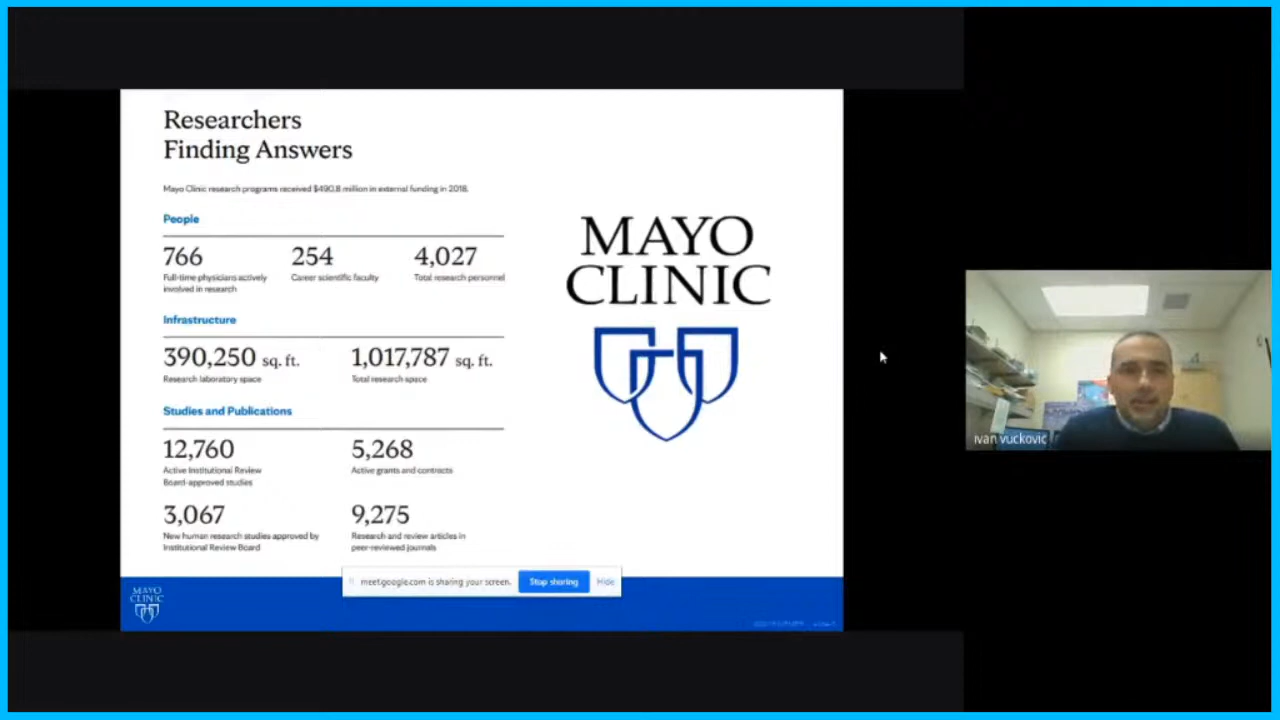 Researchers
Finding Answers
Mayo Clinic research programs received $490.8 million in external funding in 2018.
People
766
254
4,027
Full-time physicians actively
involved in research
Career scientific faculty
Total research personnel
Infrastructure
390,250 sq. ft.
1,017,787 sq. ft.
Research laboratory space
Total research space
Studies and Publications
12,760
5,268
Active Institutional Review
Board-approved studies
Active grants and contracts
3,067
9,275
New human research studies approved by
Institutional Review Board
Research and review articles in
peer-reviewed journals
MAYO
CLINIC
meet.google.com is sharing your screen.
Stop sharing
Hide
MAYO
CLINIC
ivan vuckovic